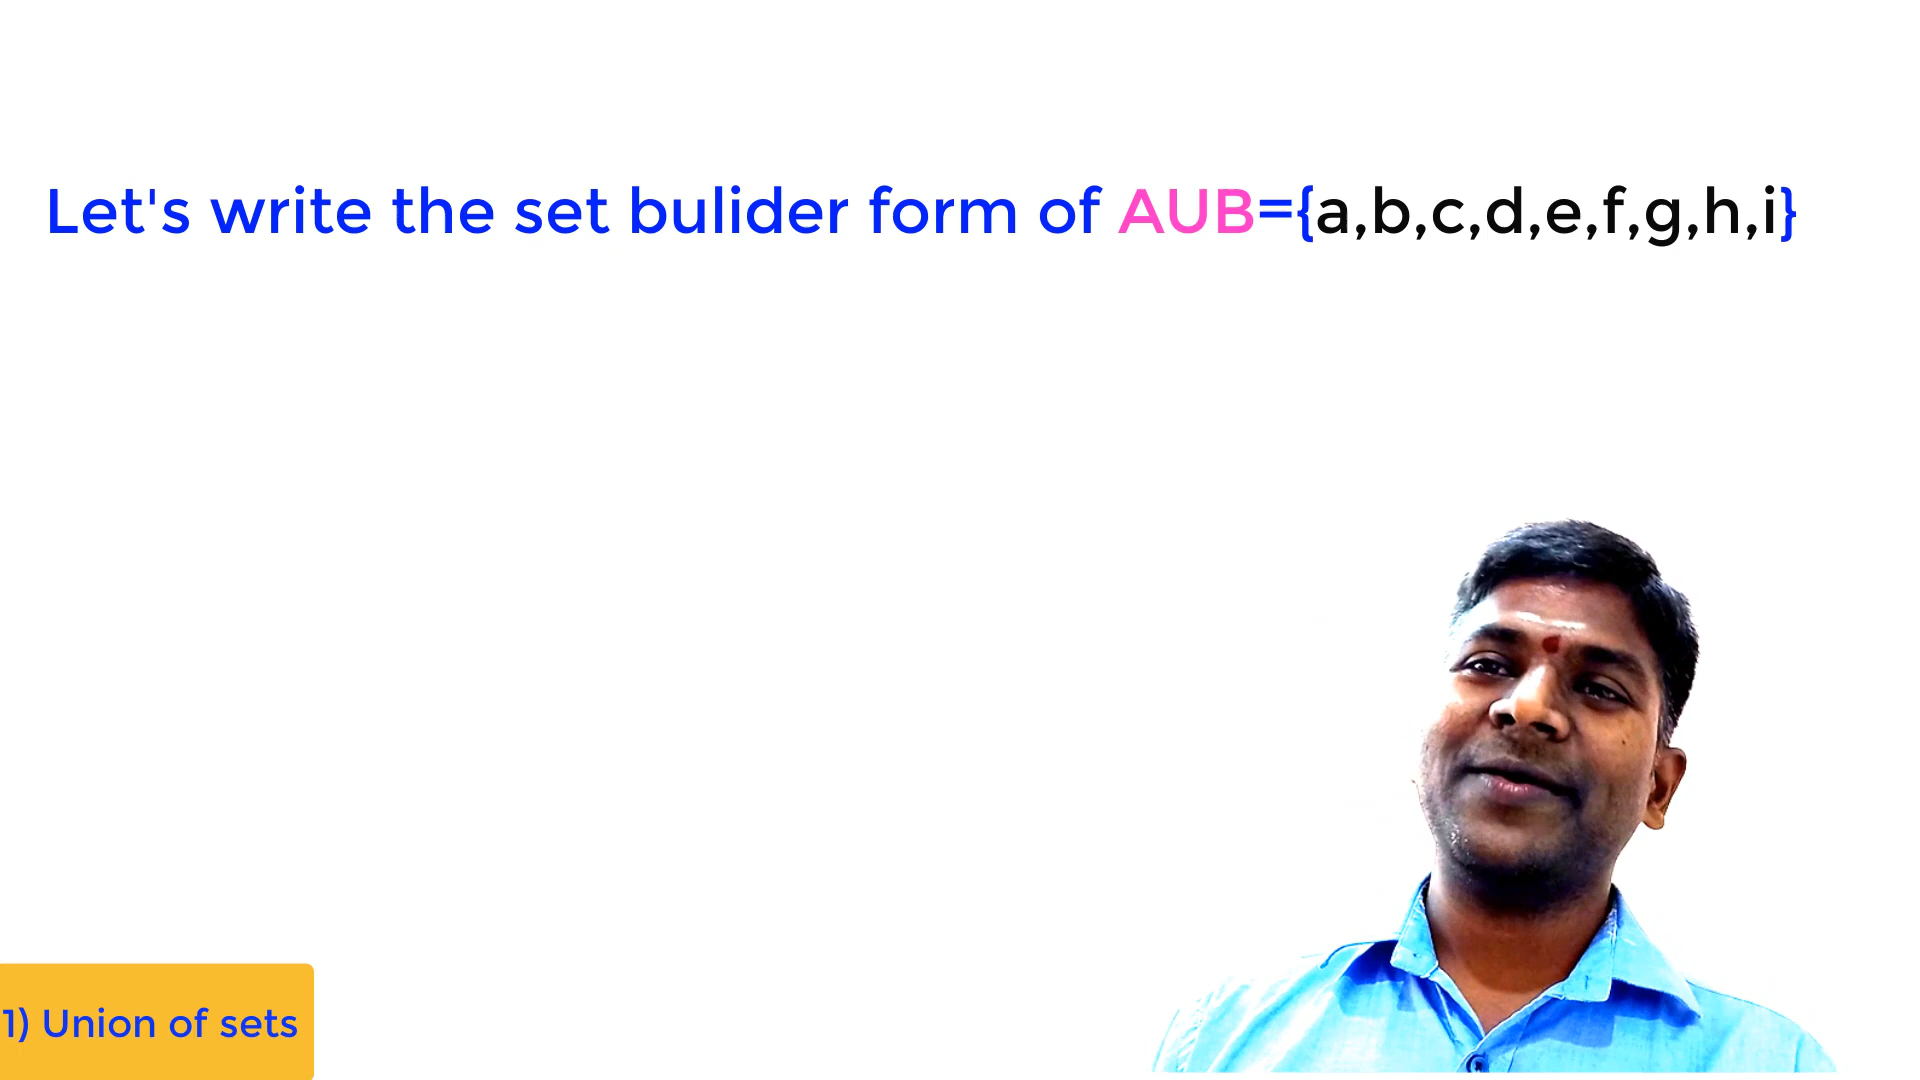 Let's write the set bulider form of AUB={a,b,c,d,e,f,g,h,i}
1) Union of sets